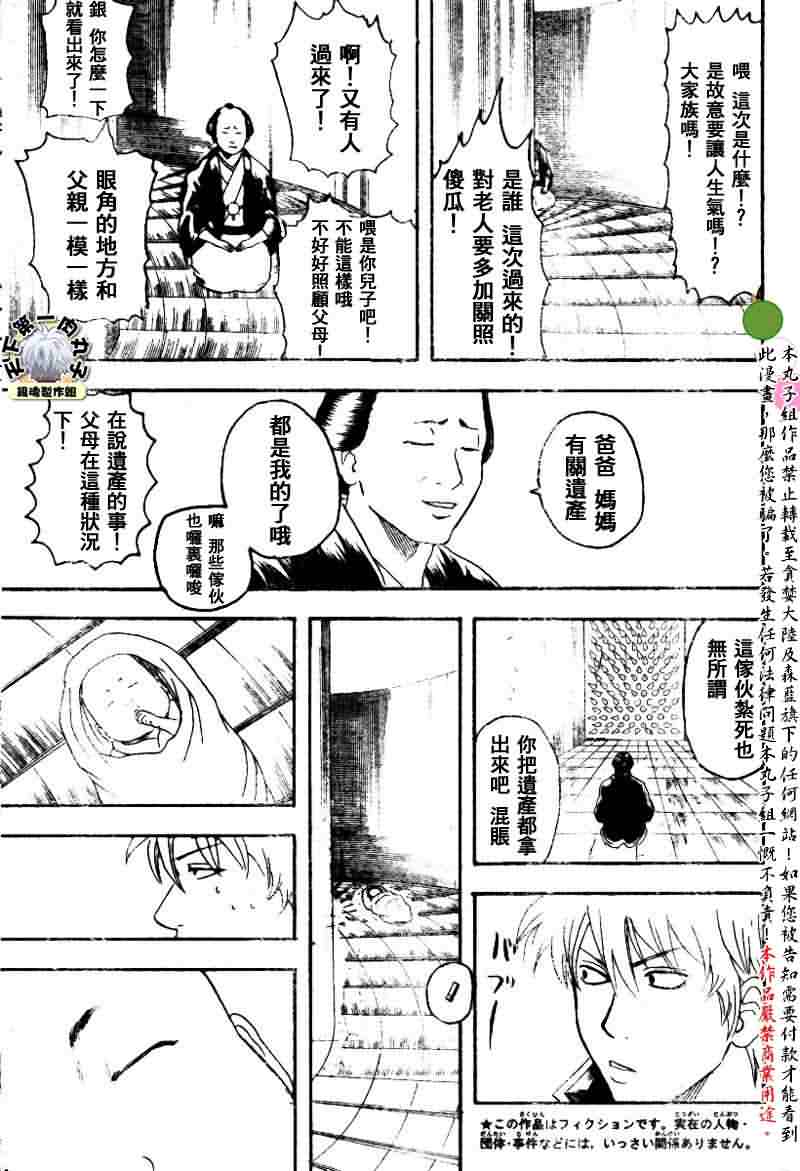 喂 這次是什麼！？
是故意要讓人生氣嗎！？
大家族嗎！
是誰 這次過來的！
對老人要多加關照
傻瓜！
啊！又有人
過來了！
喂是你兒子吧！
不能這樣哦
不好好照顧父母！
銀 你怎麼一下
就看出來了！
眼角的地方和
父親一模一樣
爸爸 媽媽
有關遺產
都是我的了哦
嘛 那些傢伙
也囉裏囉唆
在說遺產的事！
父母在這種狀況
下！
這傢伙紮死也
無所謂
你把遺產都拿
出來吧 混賬
★この作品はフィクションです。実在の人物・
団体・事件などには、いっさい関係ありません。
本丸子組作品禁止轉載至貪婪大陸及森藍旗下的任何網站！如果您被告知需要付款才能看到
此漫畫，那麼您被騙了。若發生任何法律問題本丸子組一慨不負責！本作品嚴禁商業用途。
天下第一丸子
銀魂製作組